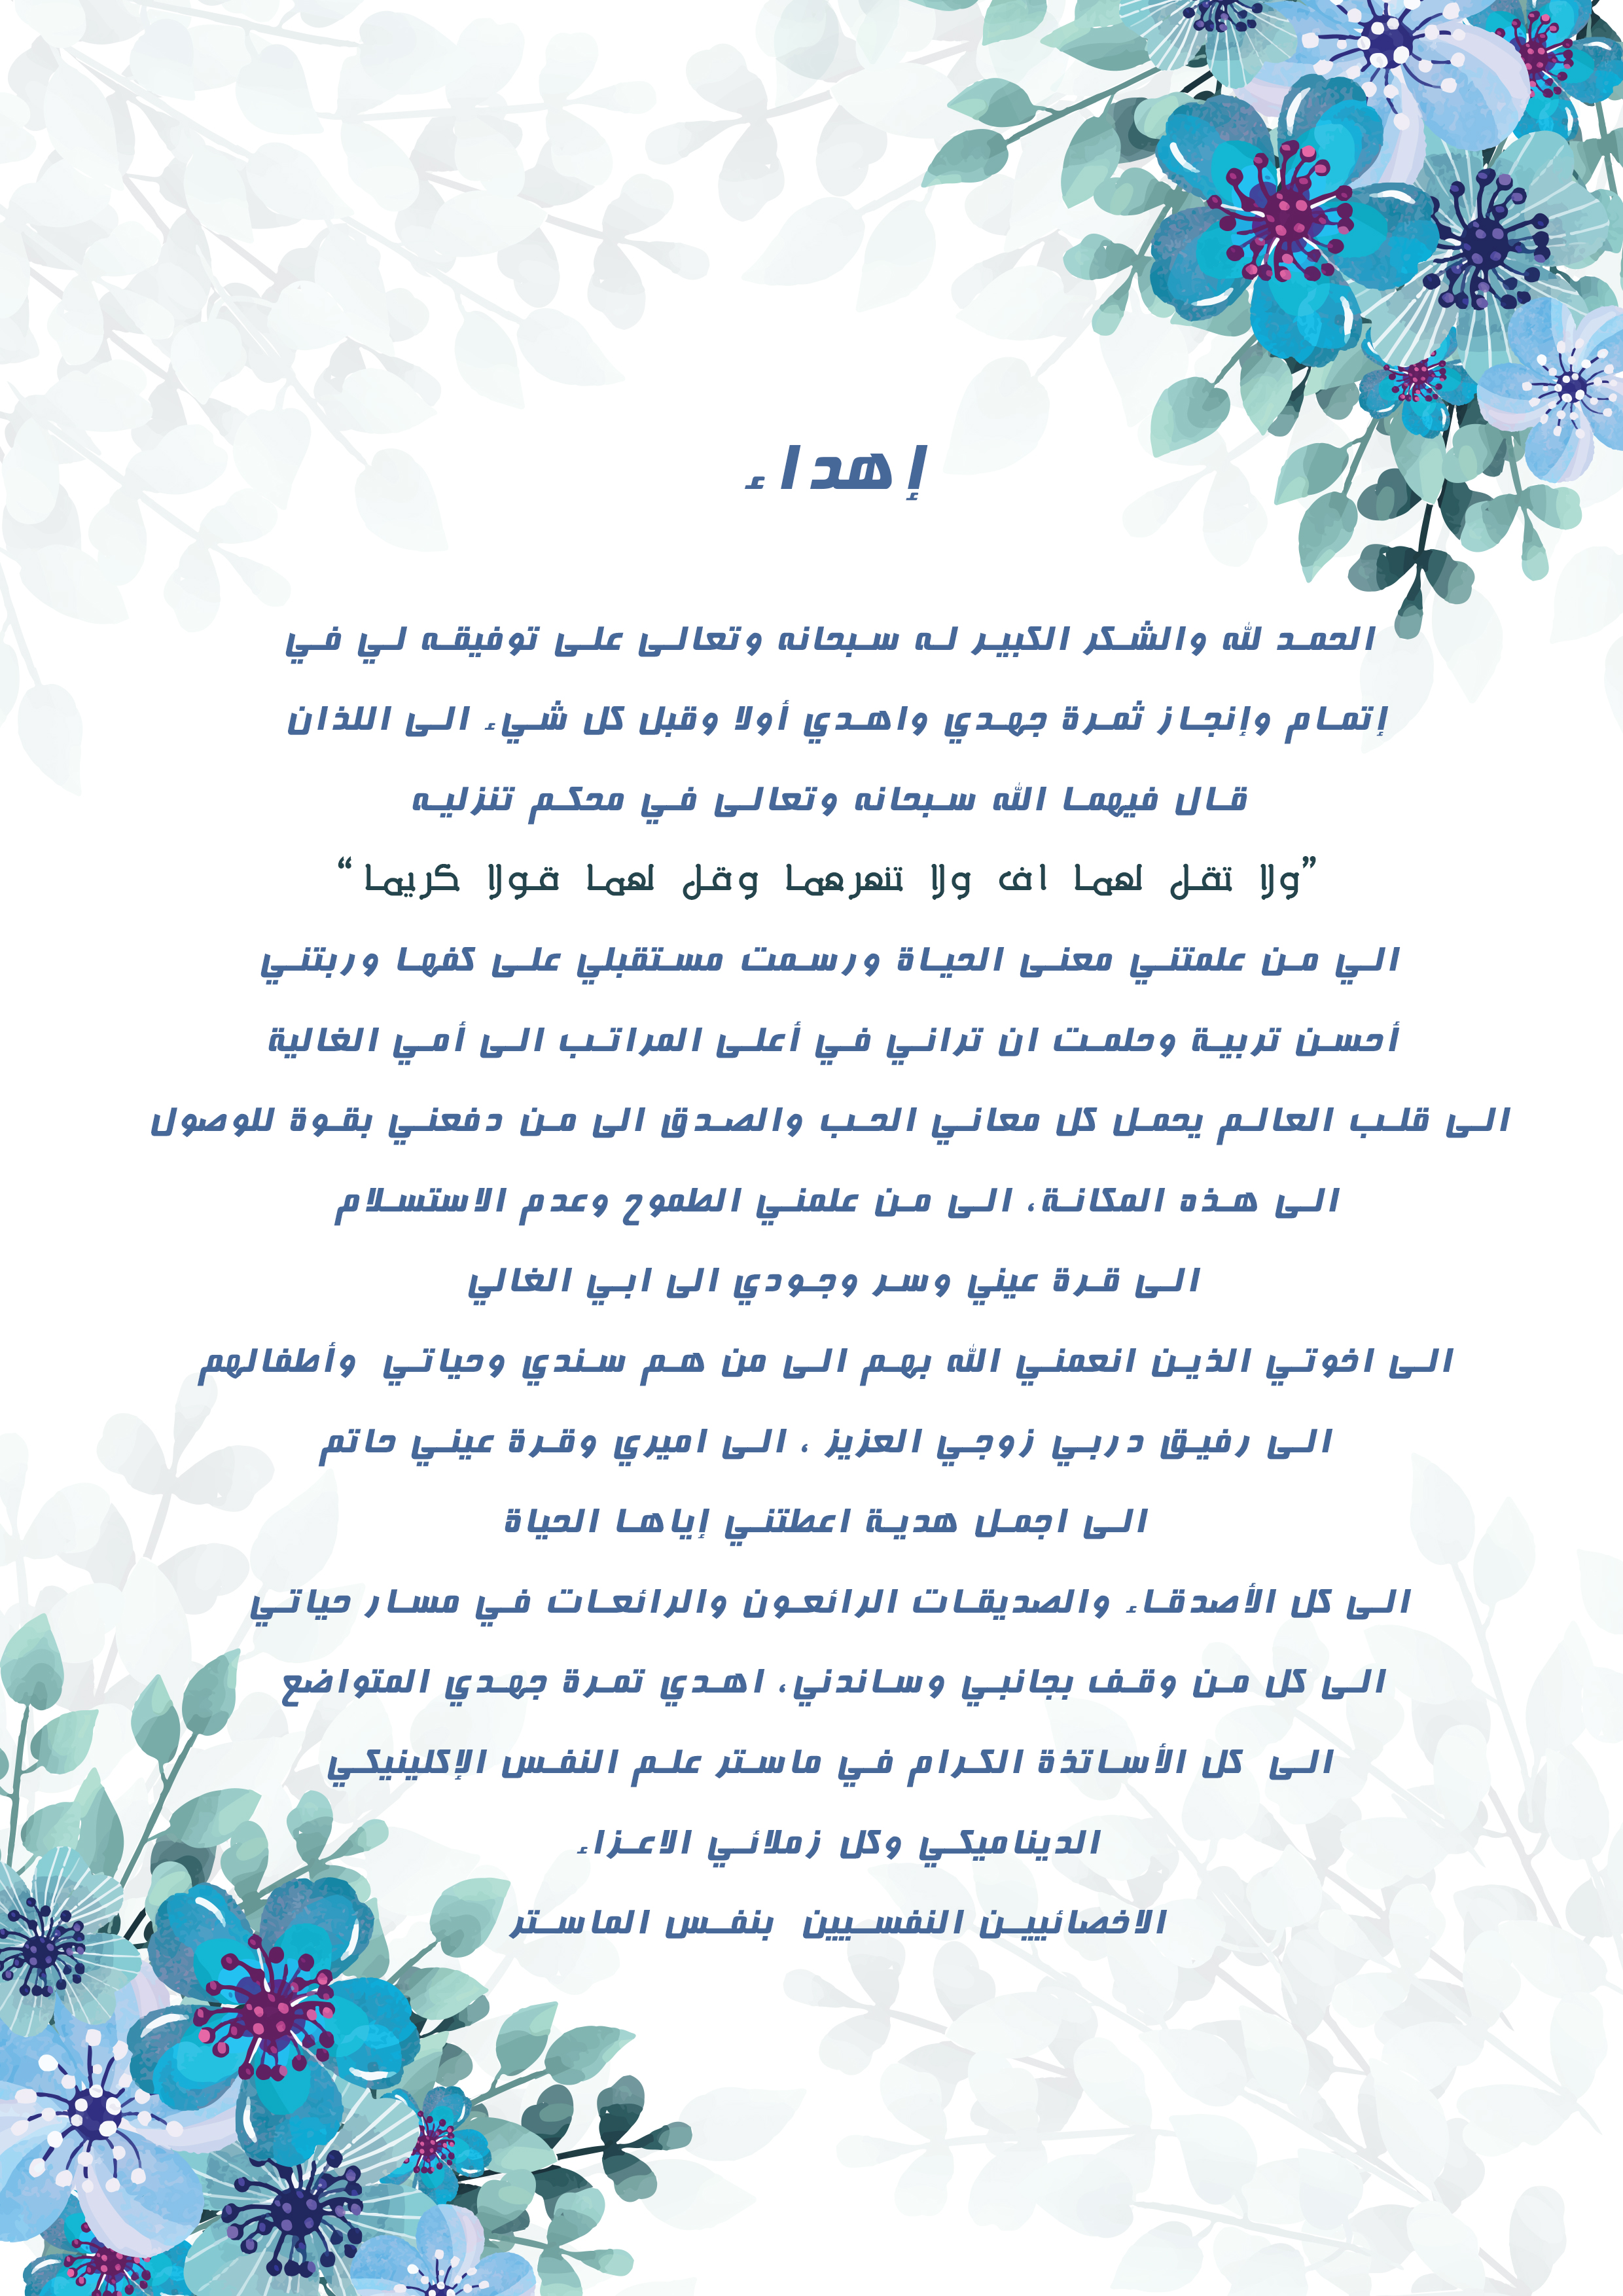 إهداء
الحمد لله والشكر الكبير له سبحانه وتعالى على توفيقه لي في
إتمام وإنجاز ثمرة جهدي واهدي أولا وقبل كل شيء الى اللذان
قال فيهما الله سبحانه وتعالى في محكم تنزليه
”ولا تقل لهما اف ولا تنهرهما وقل لهما قولا كريما“
الي من علمتني معنى الحياة ورسمت مستقبلي على كفها وربتني
أحسن تربية وحلمت ان تراني في أعلى المراتب الى أمي الغالية
الى قلب العالم يحمل كل معاني الحب والصدق الى من دفعني بقوة للوصول
الى هذه المكانة، الى من علمني الطموح وعدم الاستسلام
الى قرة عيني وسر وجودي الى ابي الغالي
الى اخوتي الذين انعمني الله بهم الى من هم سندي وحياتي وأطفالهم
الى رفيق دربي زوجي العزيز ، الى اميري وقرة عيني حاتم
الى اجمل هدية اعطتني إياها الحياة
الى كل الأصدقاء والصديقات الرائعون والرائعات في مسار حياتي
الى كل من وقف بجانبي وساندني، اهدي تمرة جهدي المتواضع
الى كل الأساتذة الكرام في ماستر علم النفس الإكلينيكي
الديناميكي وكل زملائي الاعزاء
الاخصائيين النفسيين بنفس الماستر